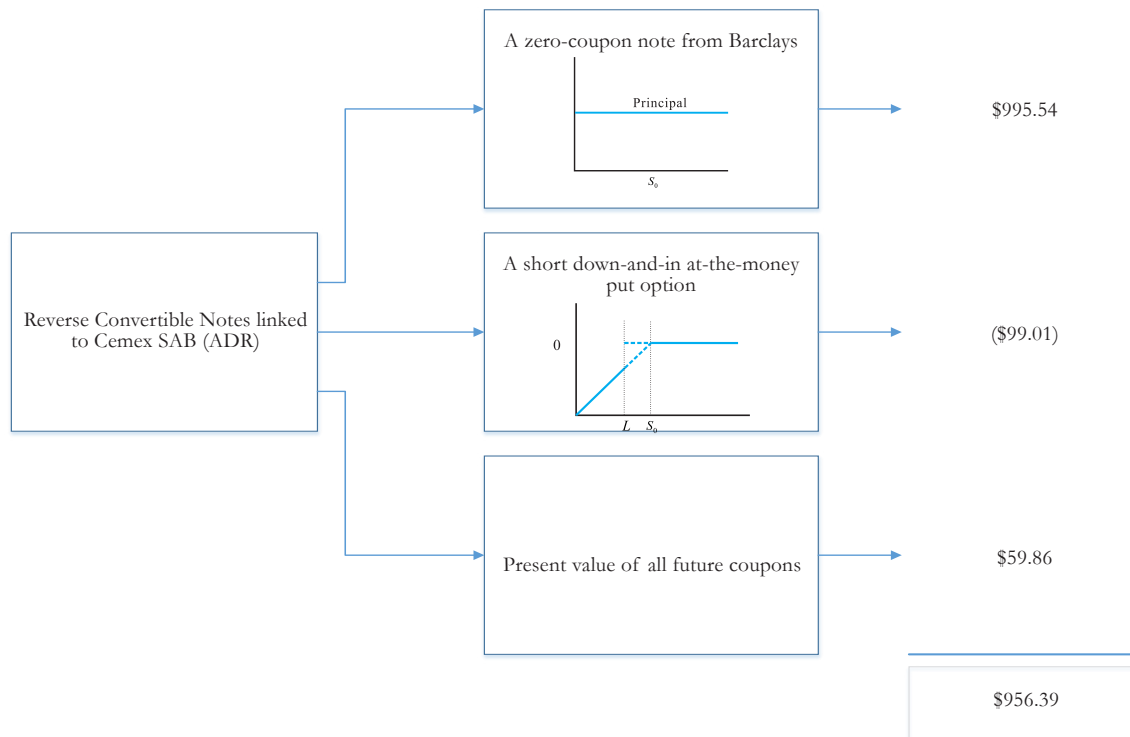 A zero-coupon note from Barclays
Principal
S₀
$995.54
Reverse Convertible Notes linked
to Cemex SAB (ADR)
A short down-and-in at-the-money
put option
0
L S₀
($99.01)
Present value of all future coupons
$59.86
$956.39